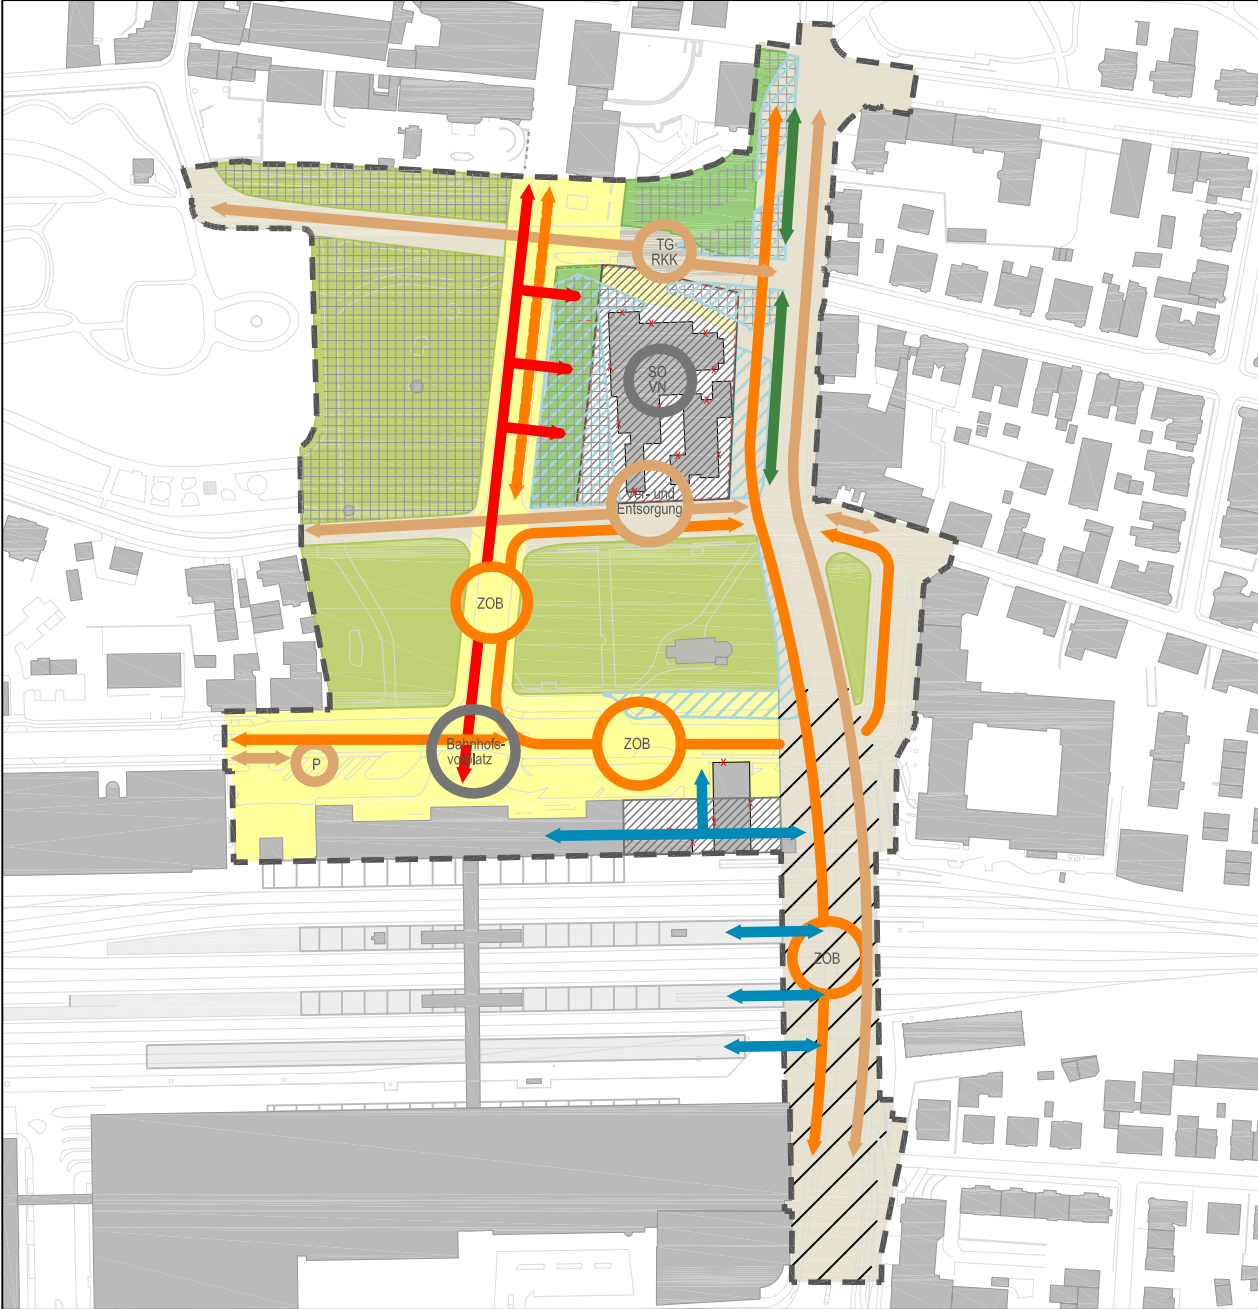 TG
RKK
SO
VN
Ver- und
Entsorgung
ZOB
Bahnhofs-
vorplatz
ZOB
P
ZOB